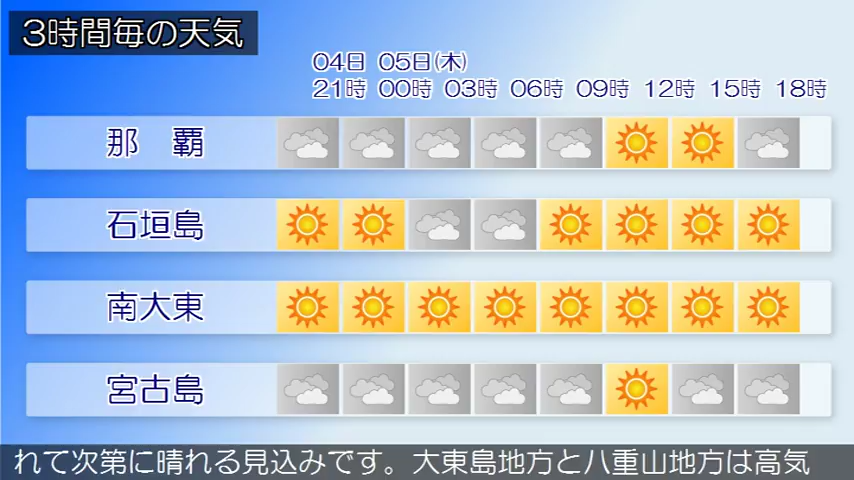 3時間毎の天気
04日 05日(木)
21時 00時 03時 06時 09時 12時 15時 18時
那 覇
石垣島
南大東
宮古島
れて次第に晴れる見込みです。大東島地方と八重山地方は高気